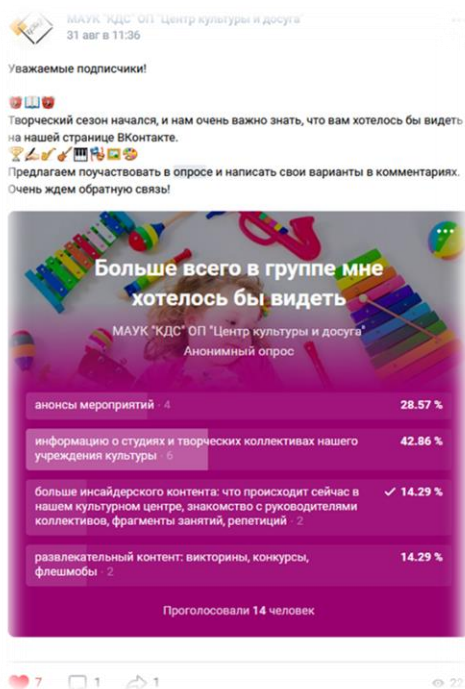 МАУК "КДС" ОП "Центр культуры и досуга"
31 авг в 11:36
Уважаемые подписчики!
Творческий сезон начался, и нам очень важно знать, что вам хотелось бы видеть
на нашей странице ВКонтакте.
Предлагаем поучаствовать в опросе и написать свои варианты в комментариях.
Очень ждем обратную связь!
Больше всего в группе мне
хотелось бы видеть
МАУК "КДС" ОП "Центр культуры и досуга"
Анонимный опрос
анонсы мероприятий · 4 28.57 %
информацию о студиях и творческих коллективах нашего 42.86 %
учреждения культуры · 6
больше инсайдерского контента: что происходит сейчас в 14.29 %
нашем культурном центре, знакомство с руководителями
коллективов, фрагменты занятий, репетиций · 2
развлекательный контент: викторины, конкурсы, 14.29 %
флешмобы · 2
Проголосовали 14 человек
7 1 1